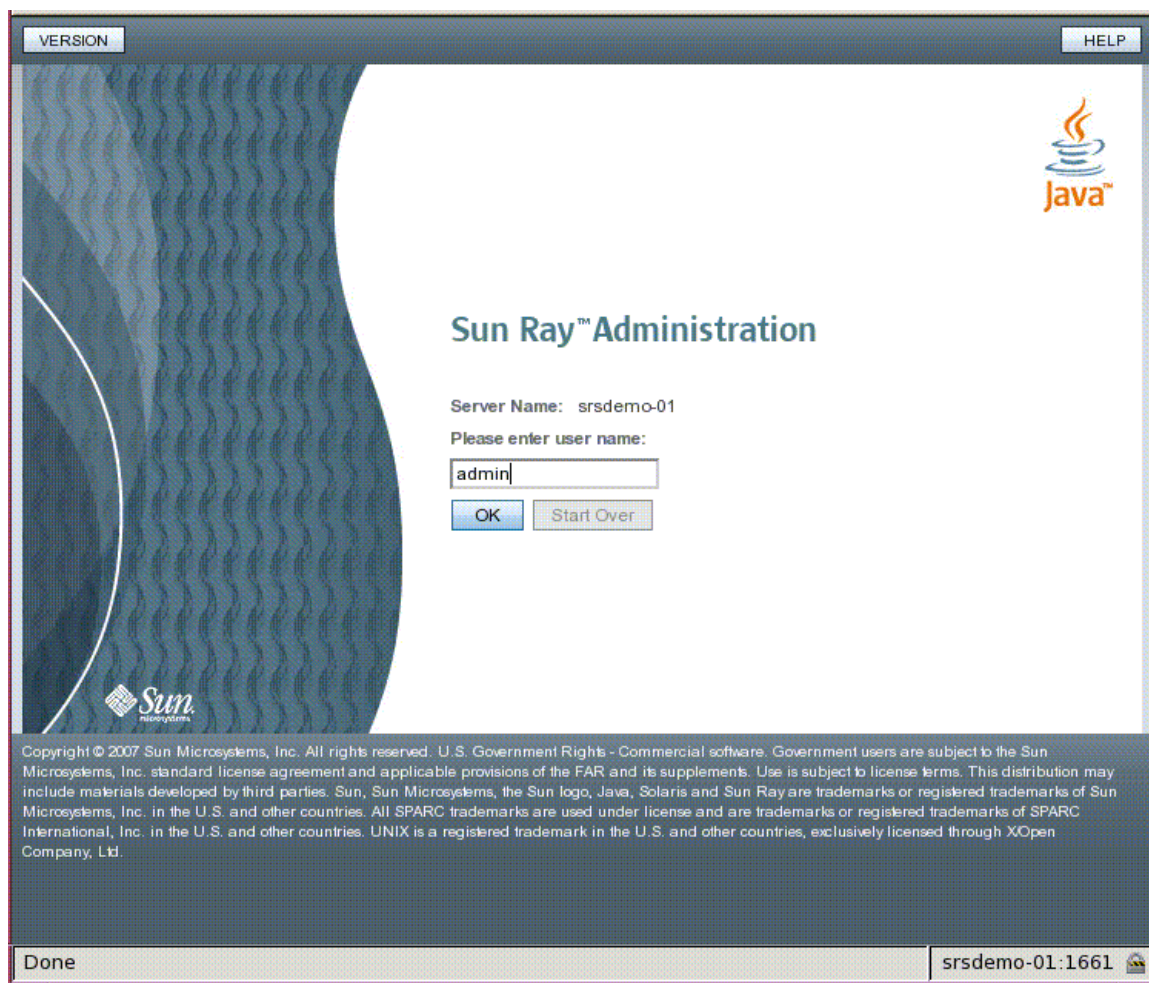 VERSION
HELP
Java™
Sun Ray™ Administration
Server Name: srsdemo-01
Please enter user name:
admin
OK Start Over
Sun
microsystems
Copyright © 2007 Sun Microsystems, Inc. All rights reserved. U.S. Government Rights - Commercial software. Government users are subject to the Sun
Microsystems, Inc. standard license agreement and applicable provisions of the FAR and its supplements. Use is subject to license terms. This distribution may
include materials developed by third parties. Sun, Sun Microsystems, the Sun logo, Java, Solaris and Sun Ray are trademarks or registered trademarks of Sun
Microsystems, Inc. in the U.S. and other countries. All SPARC trademarks are used under license and are trademarks or registered trademarks of SPARC
International, Inc. in the U.S. and other countries. UNIX is a registered trademark in the U.S. and other countries, exclusively licensed through X/Open
Company, Ltd.
Done
srsdemo-01:1661